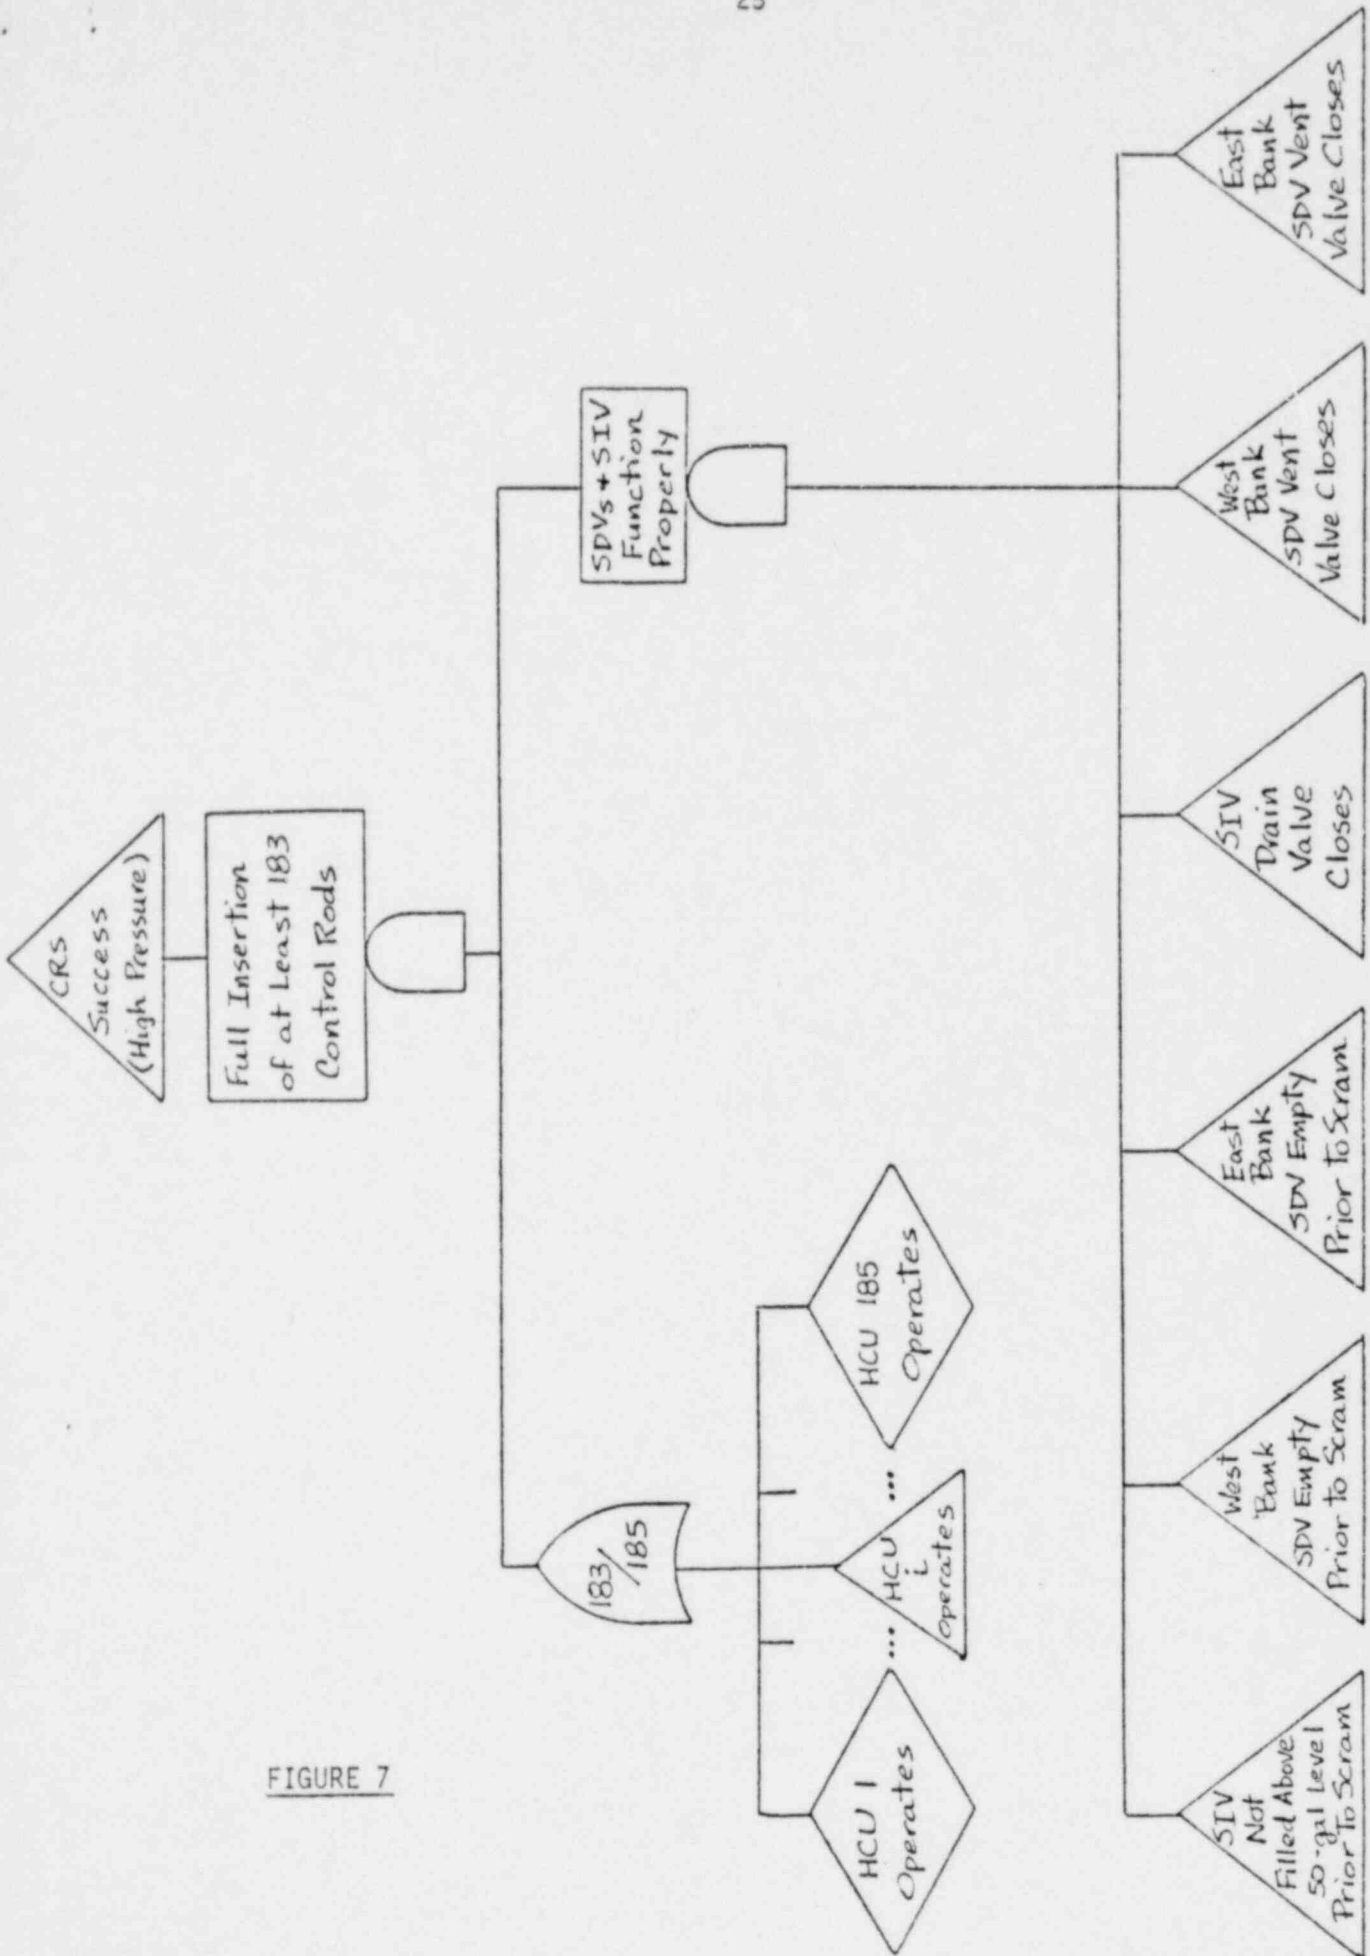 25
CRS
Success
(High Pressure)
Full Insertion
of at Least 183
Control Rods
183/
185
SDVs + SIV
Function
Properly
HCU 1
Operates
...
HCU
i
Operates
...
HCU 185
Operates
SIV
Not
Filled Above
50-gal Level
Prior To Scram
West
Bank
SDV Empty
Prior to Scram
East
Bank
SDV Empty
Prior To Scram
SIV
Drain
Valve
Closes
West
Bank
SDV Vent
Valve Closes
East
Bank
SDV Vent
Valve Closes
FIGURE 7